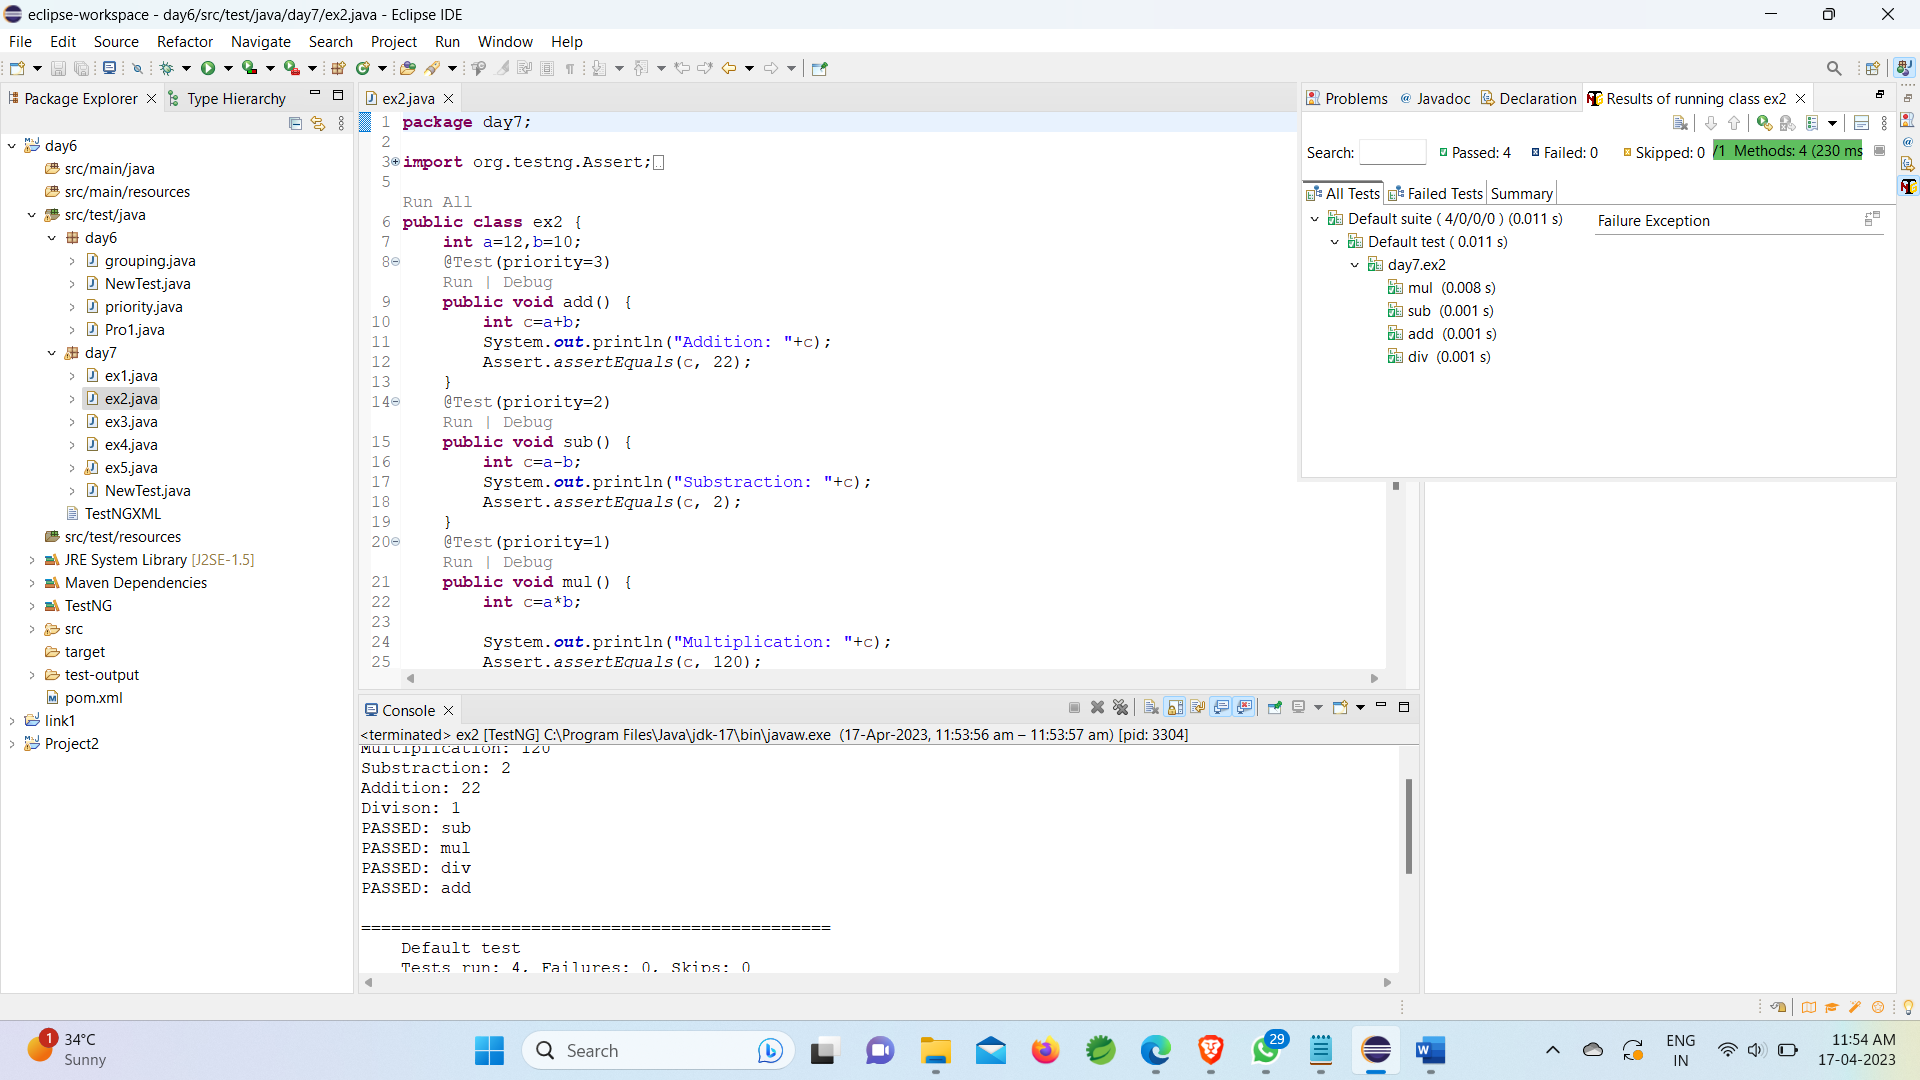 eclipse-workspace - day6/src/test/java/day7/ex2.java - Eclipse IDE
File Edit Source Refactor Navigate Search Project Run Window Help
Package Explorer Type Hierarchy
day6
src/main/java
src/main/resources
src/test/java
day6
grouping.java
NewTest.java
priority.java
Pro1.java
day7
ex1.java
ex2.java
ex3.java
ex4.java
ex5.java
NewTest.java
TestNGXML
src/test/resources
JRE System Library [J2SE-1.5]
Maven Dependencies
TestNG
src
target
test-output
pom.xml
link1
Project2
ex2.java
1 package day7;
2
3 import org.testng.Assert;
5
Run All
6 public class ex2 {
7 int a=12,b=10;
8 @Test(priority=3)
Run | Debug
9 public void add() {
10 int c=a+b;
11 System.out.println("Addition: "+c);
12 Assert.assertEquals(c, 22);
13 }
14 @Test(priority=2)
Run | Debug
15 public void sub() {
16 int c=a-b;
17 System.out.println("Substraction: "+c);
18 Assert.assertEquals(c, 2);
19 }
20 @Test(priority=1)
Run | Debug
21 public void mul() {
22 int c=a*b;
23
24 System.out.println("Multiplication: "+c);
25 Assert.assertEquals(c, 120);
Problems @ Javadoc Declaration Results of running class ex2
Search: Passed: 4 Failed: 0 Skipped: 0 /1 Methods: 4 (230 ms
All Tests Failed Tests Summary
Default suite ( 4/0/0/0 ) (0.011 s)
Failure Exception
Default test ( 0.011 s)
day7.ex2
mul (0.008 s)
sub (0.001 s)
add (0.001 s)
div (0.001 s)
Console
<terminated> ex2 [TestNG] C:\Program Files\Java\jdk-17\bin\javaw.exe (17-Apr-2023, 11:53:56 am – 11:53:57 am) [pid: 3304]
Multiplication: 120
Substraction: 2
Addition: 22
Divison: 1
PASSED: sub
PASSED: mul
PASSED: div
PASSED: add
===============================================
Default test
Tests run: 4, Failures: 0, Skips: 0
1
34°C
Sunny
Search
29
ENG
IN
11:54 AM
17-04-2023